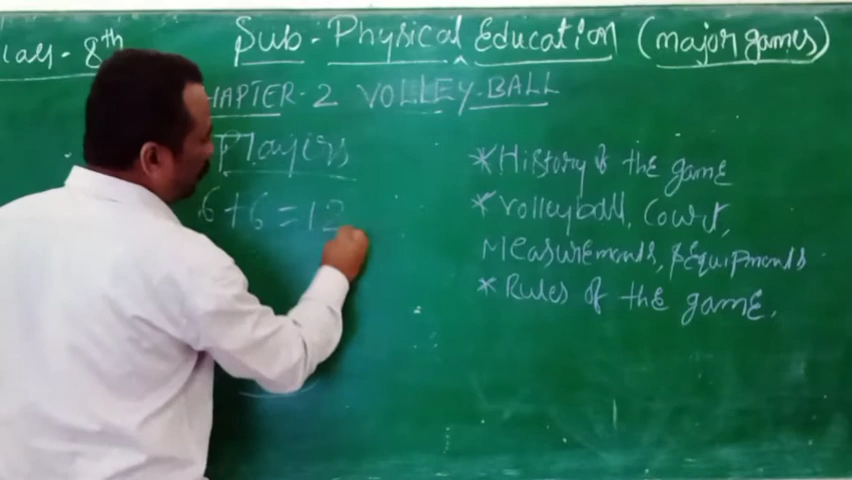 Class - 8th Sub - Physical Education (major games)
CHAPTER - 2 VOLLEY-BALL
Players
6 + 6 = 12
* History of the game
* Volleyball, Court,
Measurements, & Equipments
* Rules of the game.